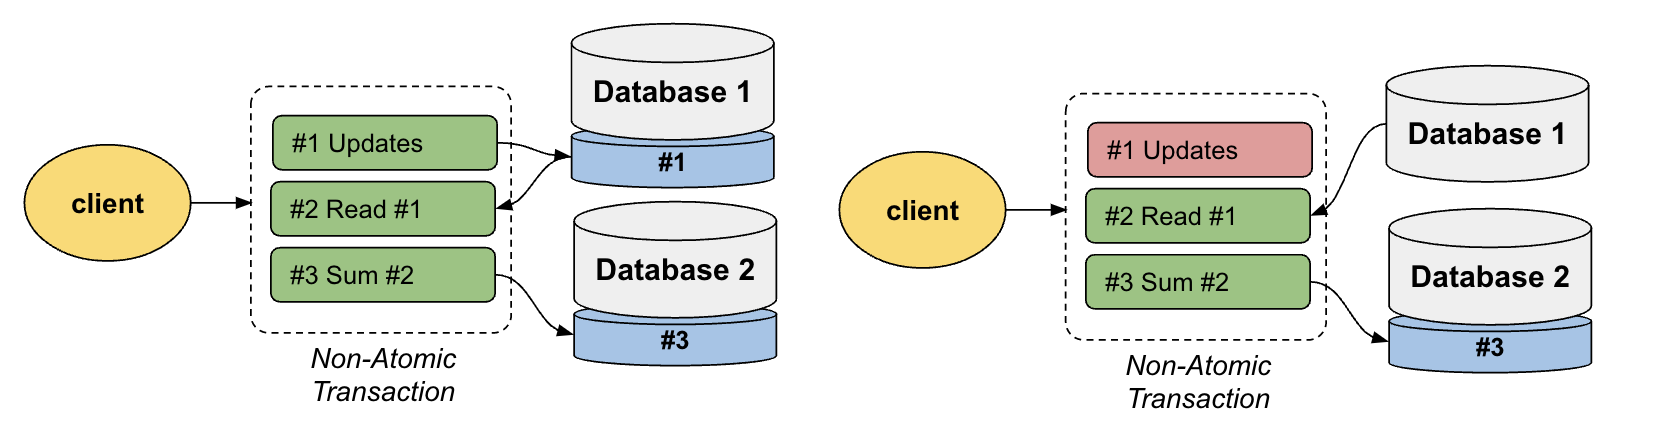 client
#1 Updates
#2 Read #1
#3 Sum #2
Non-Atomic
Transaction
Database 1
#1
Database 2
#3
client
#1 Updates
#2 Read #1
#3 Sum #2
Non-Atomic
Transaction
Database 1
Database 2
#3